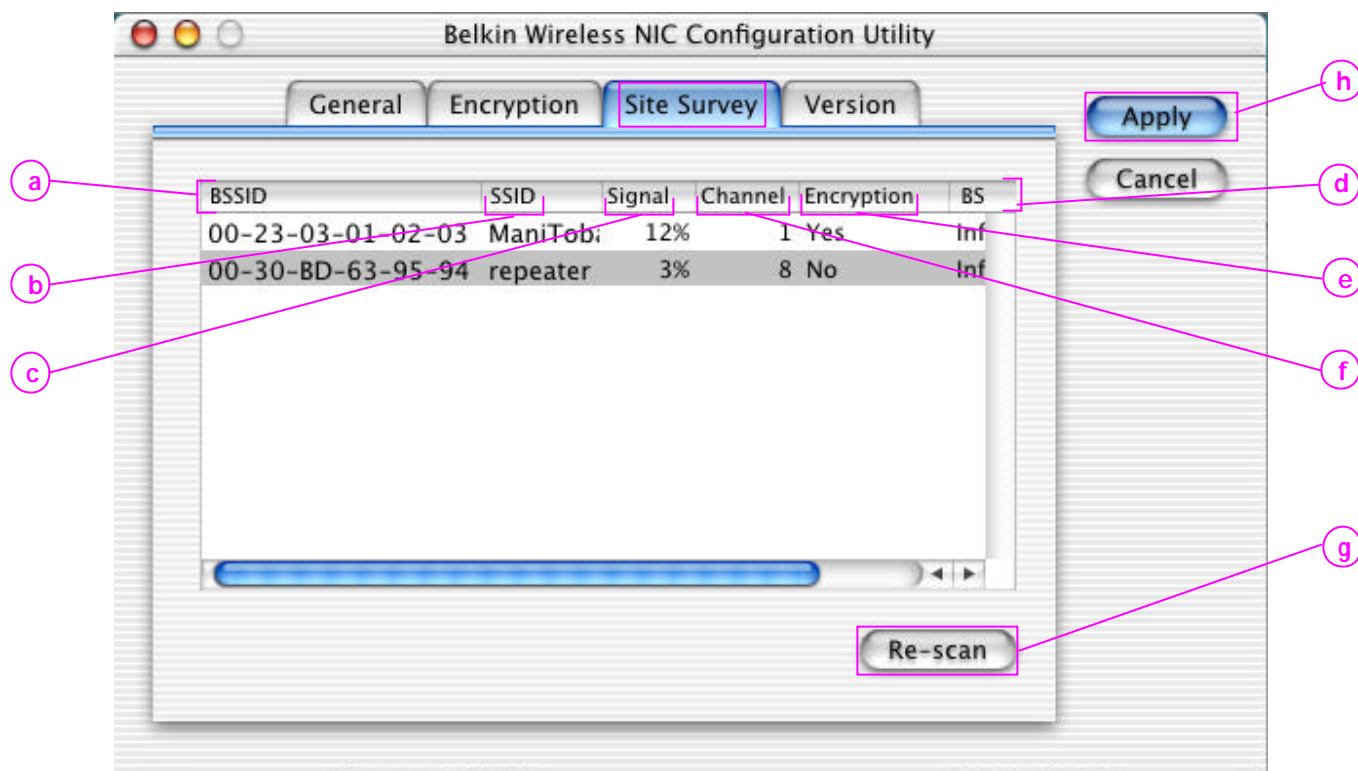 Belkin Wireless NIC Configuration Utility
General Encryption Site Survey Version
h
Apply
Cancel
a
d
BSSID SSID Signal Channel Encryption BS
00-23-03-01-02-03 ManiToba 12% 1 Yes Inf
00-30-BD-63-95-94 repeater 3% 8 No Inf
b
e
c
f
g
Re-scan